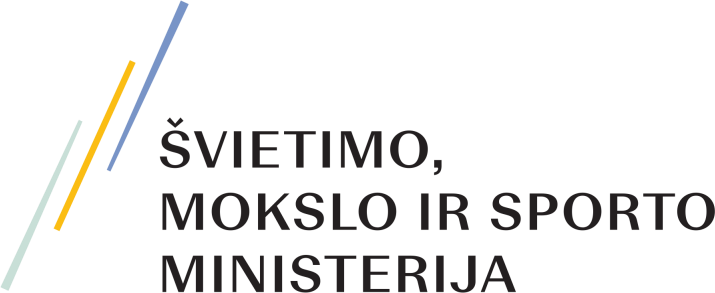 ŠVIETIMO,
MOKSLO IR SPORTO
MINISTERIJA